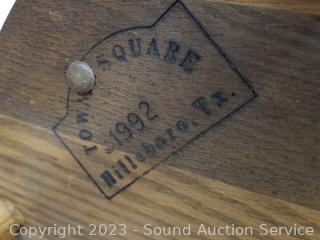 SQUARE
1992
Hillsboro, Tx.
Copyright 2023 - Sound Auction Service